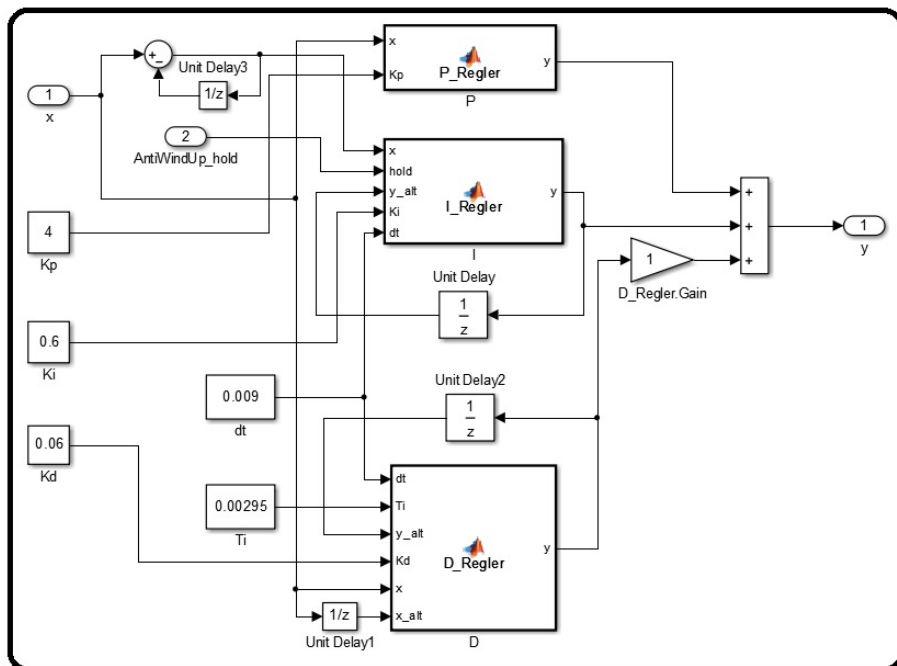 +
−
Unit Delay3
1/z
1
x
2
AntiWindUp_hold
x
Kp
P_Regler
y
P
x
hold
y_alt
Ki
dt
I_Regler
y
I
4
Kp
+
+
+
1
y
1
D_Regler.Gain
Unit Delay
1
z
0.6
Ki
Unit Delay2
1
z
0.009
dt
0.06
Kd
0.00295
Ti
dt
Ti
y_alt
Kd
x
x_alt
D_Regler
y
D
1/z
Unit Delay1